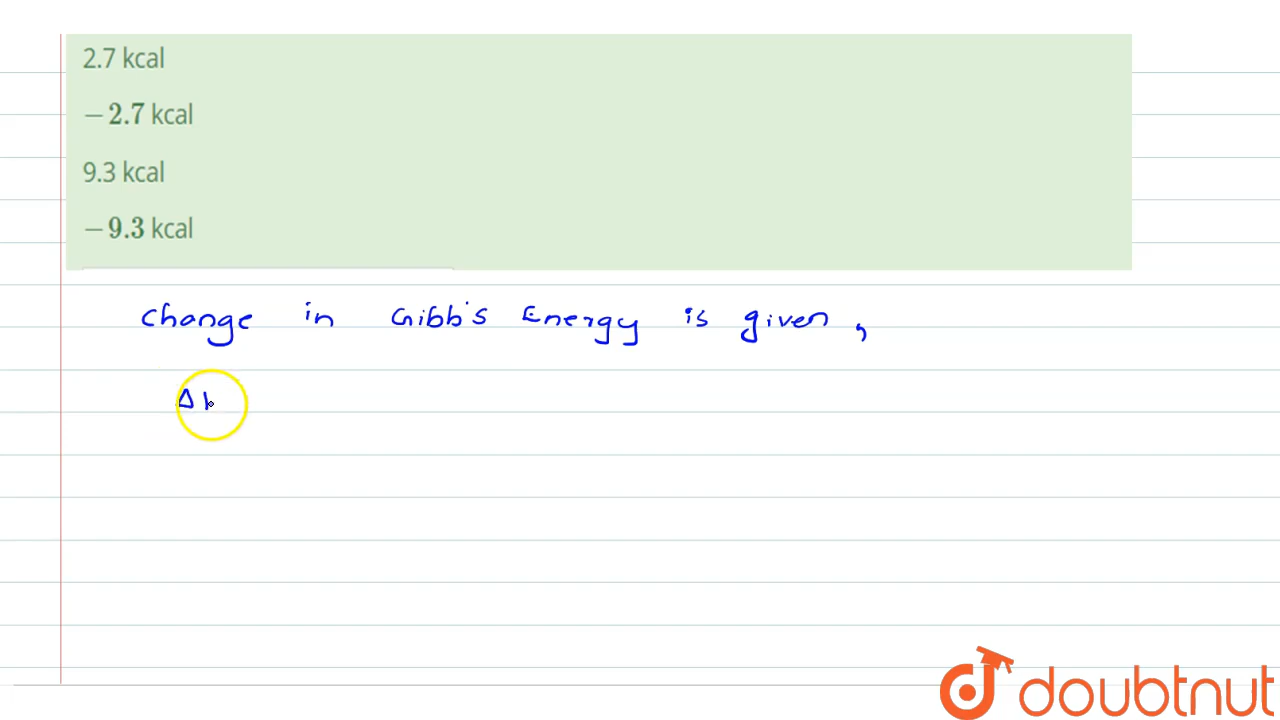 2.7 kcal
−2.7 kcal
9.3 kcal
−9.3 kcal
Change in Gibb's Energy is given,
Δ
doubtnut